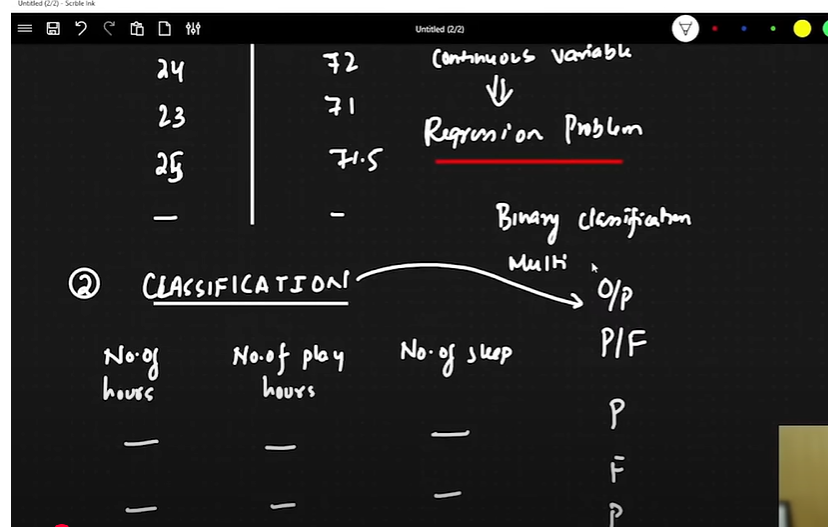 Untitled (2/2) - Scrble Ink
Untitled (2/2)
24 72 Continuous Variable
23 71
Regression Problem
25 71.5
— -
Binary Classification
Multi
② CLASSIFICATION O/P
No. of hours No. of play hours No. of sleep P/F
— — — P
F
— — — P